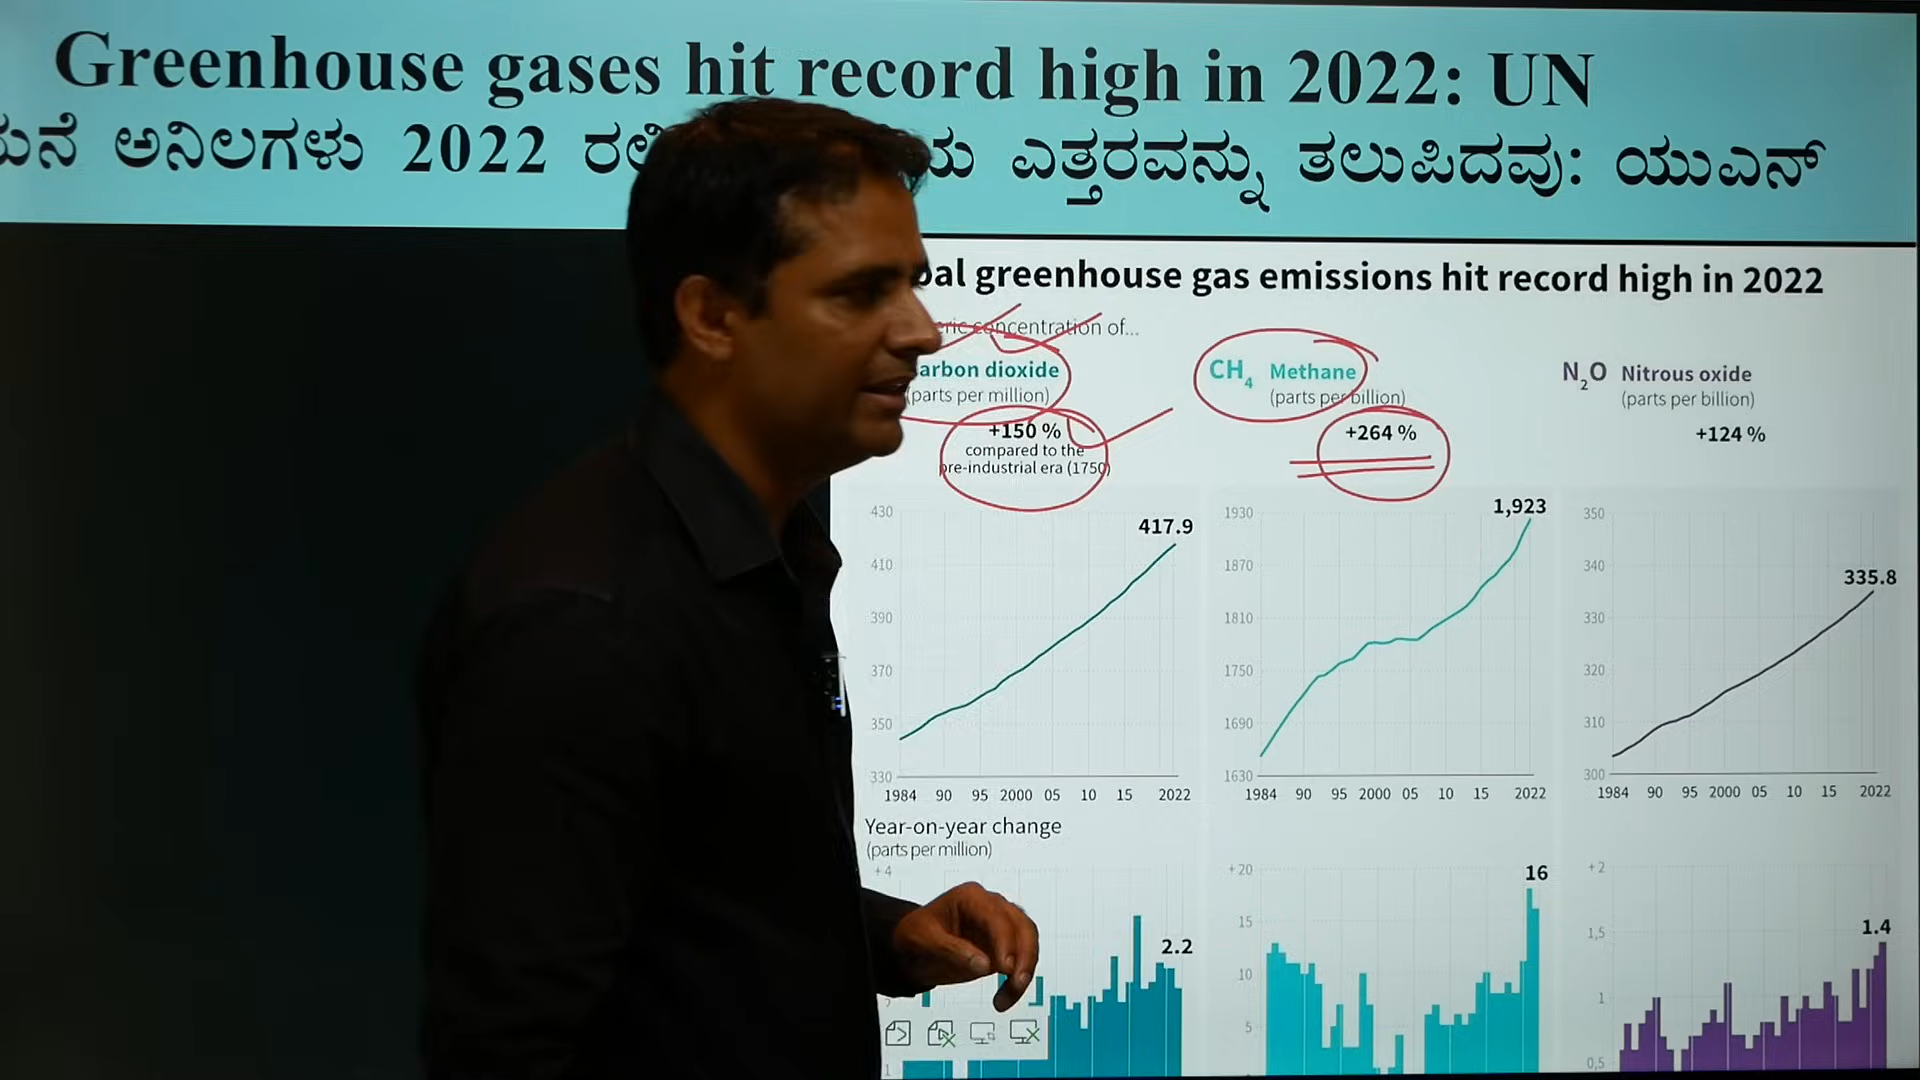 Greenhouse gases hit record high in 2022: UN
ಅನಿಲಗಳು 2022 ಎತ್ತರವನ್ನು ತಲುಪಿದವು: ಯುಎನ್
greenhouse gas emissions hit record high in 2022
concentration of...
arbon dioxide
(parts per million)
+150 %
compared to the
pre-industrial era (1750)
CH4 Methane
(parts per billion)
+264 %
N2O Nitrous oxide
(parts per billion)
+124 %
430
410
390
370
350
330
417.9
1984 90 95 2000 05 10 15 2022
1930
1870
1810
1750
1690
1630
1,923
1984 90 95 2000 05 10 15 2022
350
340
330
320
310
300
335.8
1984 90 95 2000 05 10 15 2022
Year-on-year change
(parts per million)
+4
1
2.2
+20
15
10
5
16
+2
1,5
1
0,5
1.4